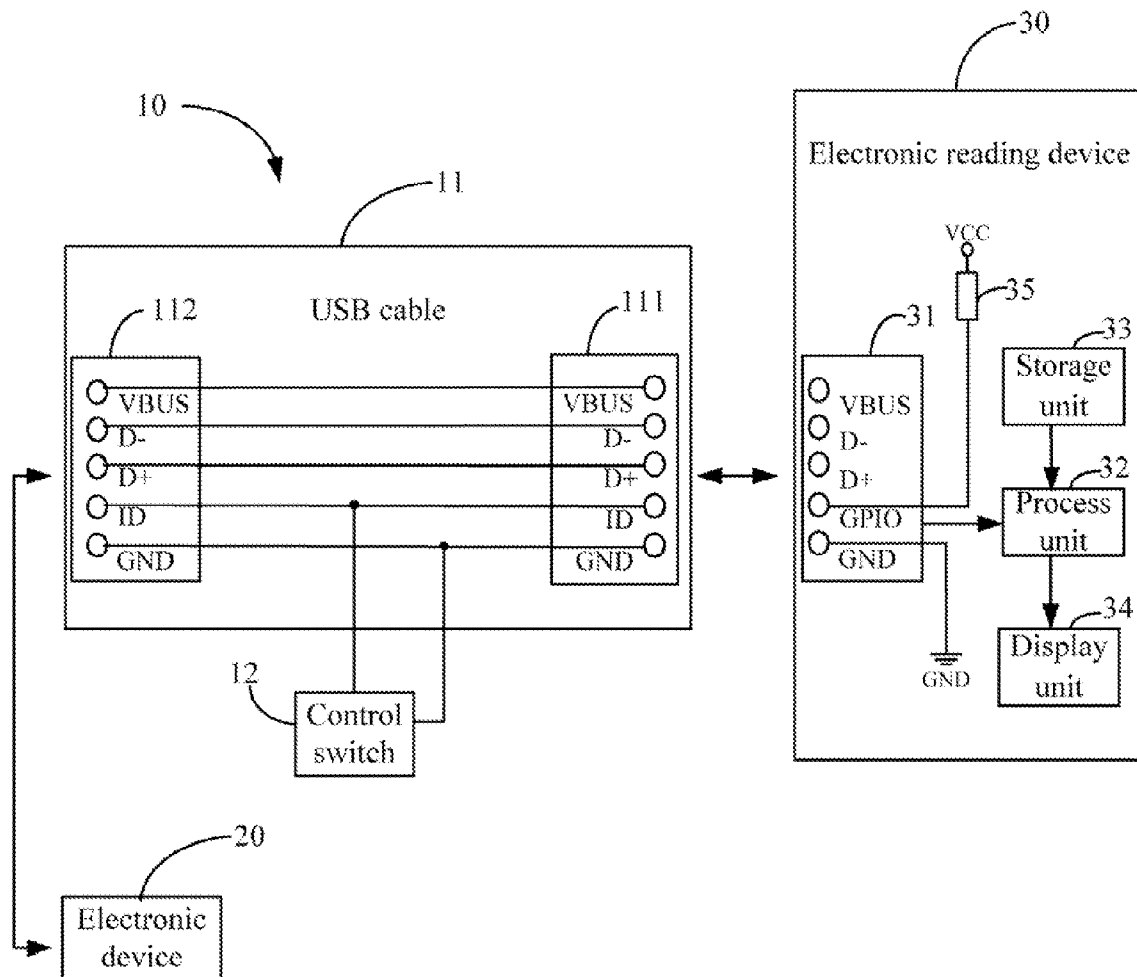 30
10
Electronic reading device
11
VCC
35
112
USB cable
111
31
33
Storage
unit
VBUS
VBUS
VBUS
D-
D-
D-
D+
D+
D+
32
Process
unit
ID
ID
GPIO
GND
GND
GND
34
Display
unit
GND
12
Control
switch
20
Electronic
device